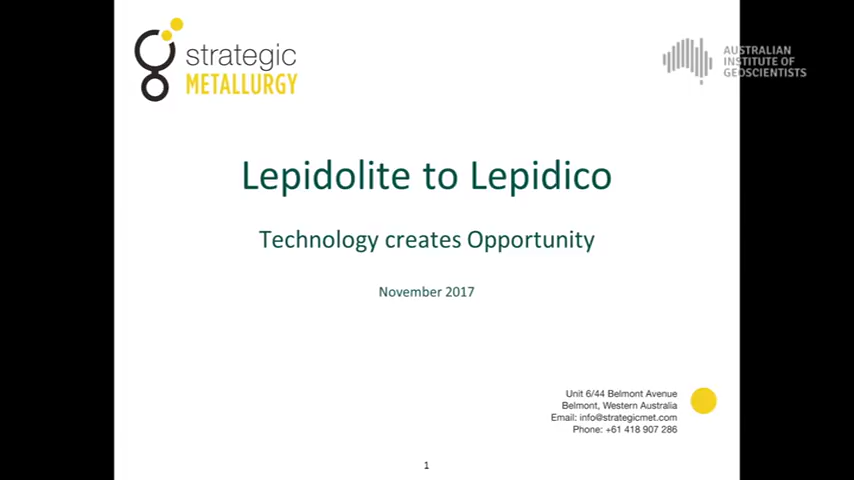 strategic
METALLURGY
AUSTRALIAN
INSTITUTE OF
GEOSCIENTISTS
Lepidolite to Lepidico
Technology creates Opportunity
November 2017
Unit 6/44 Belmont Avenue
Belmont, Western Australia
Email: info@strategicmet.com
Phone: +61 418 907 286
1